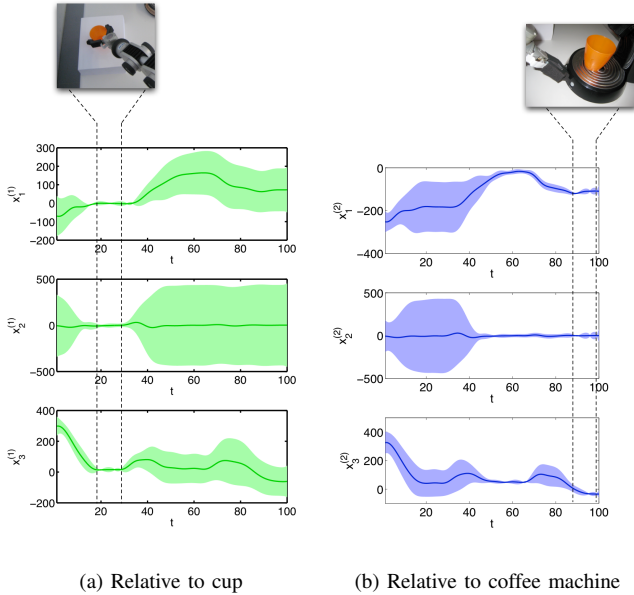 300
200
100
0
−100
−200
x₁⁽¹⁾
20 40 60 80 100
t
500
0
−500
x₂⁽¹⁾
20 40 60 80 100
t
400
200
0
−200
x₃⁽¹⁾
20 40 60 80 100
t
(a) Relative to cup
0
−200
−400
x₁⁽²⁾
20 40 60 80 100
t
500
0
−500
x₂⁽²⁾
20 40 60 80 100
t
400
200
0
x₃⁽²⁾
20 40 60 80 100
t
(b) Relative to coffee machine